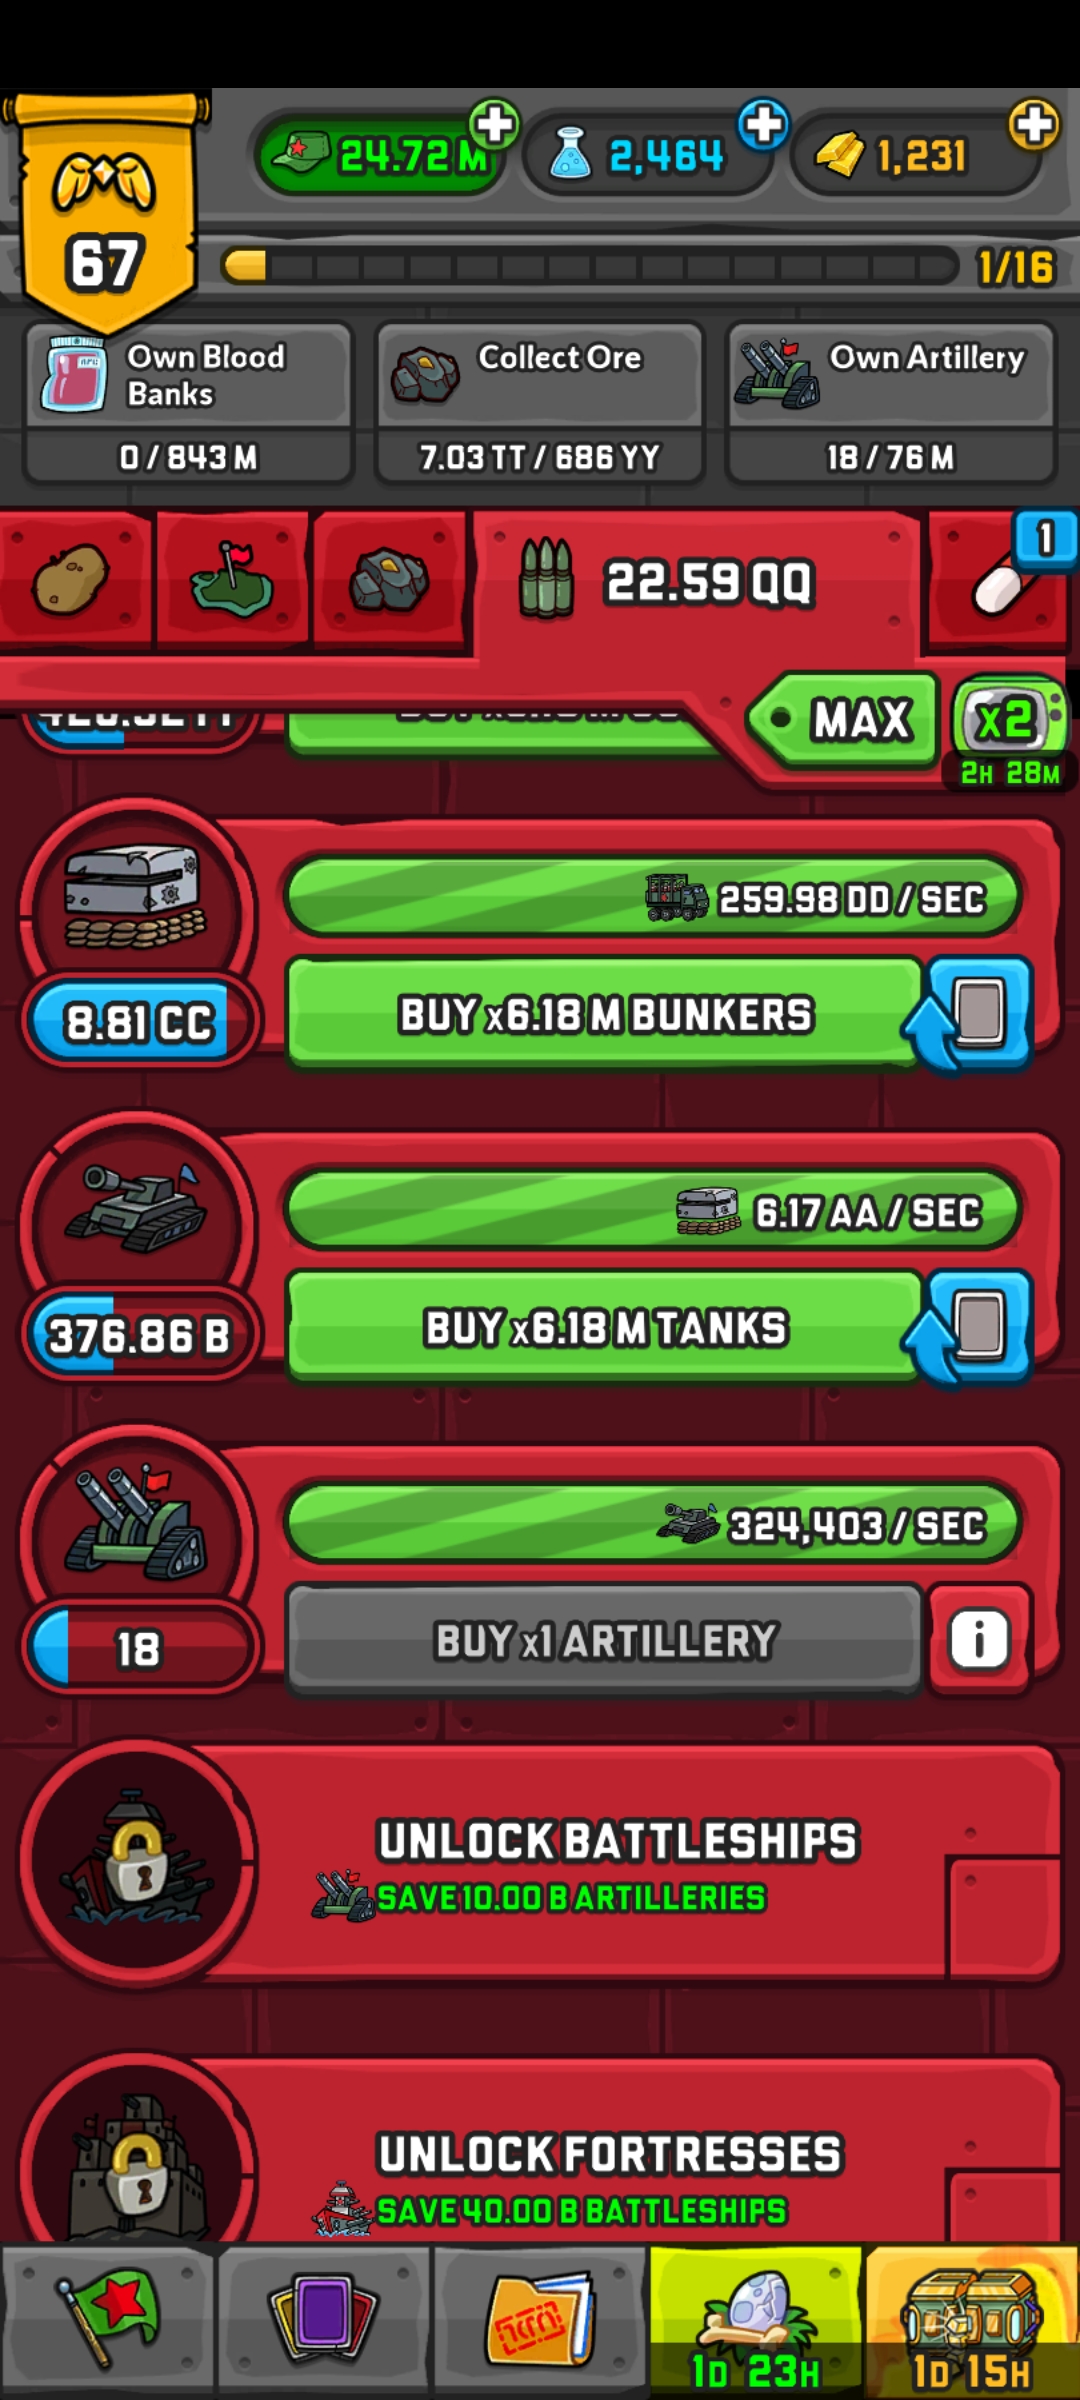 24.72 M
2,464
1,231
67
1/16
Own Blood
Banks
0 / 843 M
Collect Ore
7.03 TT / 686 YY
Own Artillery
18 / 76 M
22.59 QQ
1
MAX
x2
2H 28M
259.98 DD / SEC
8.81 CC
BUY x6.18 M BUNKERS
6.17 AA / SEC
376.86 B
BUY x6.18 M TANKS
324,403 / SEC
18
BUY x1 ARTILLERY
i
UNLOCK BATTLESHIPS
SAVE 10.00 B ARTILLERIES
UNLOCK FORTRESSES
SAVE 40.00 B BATTLESHIPS
1D 23H
1D 15H